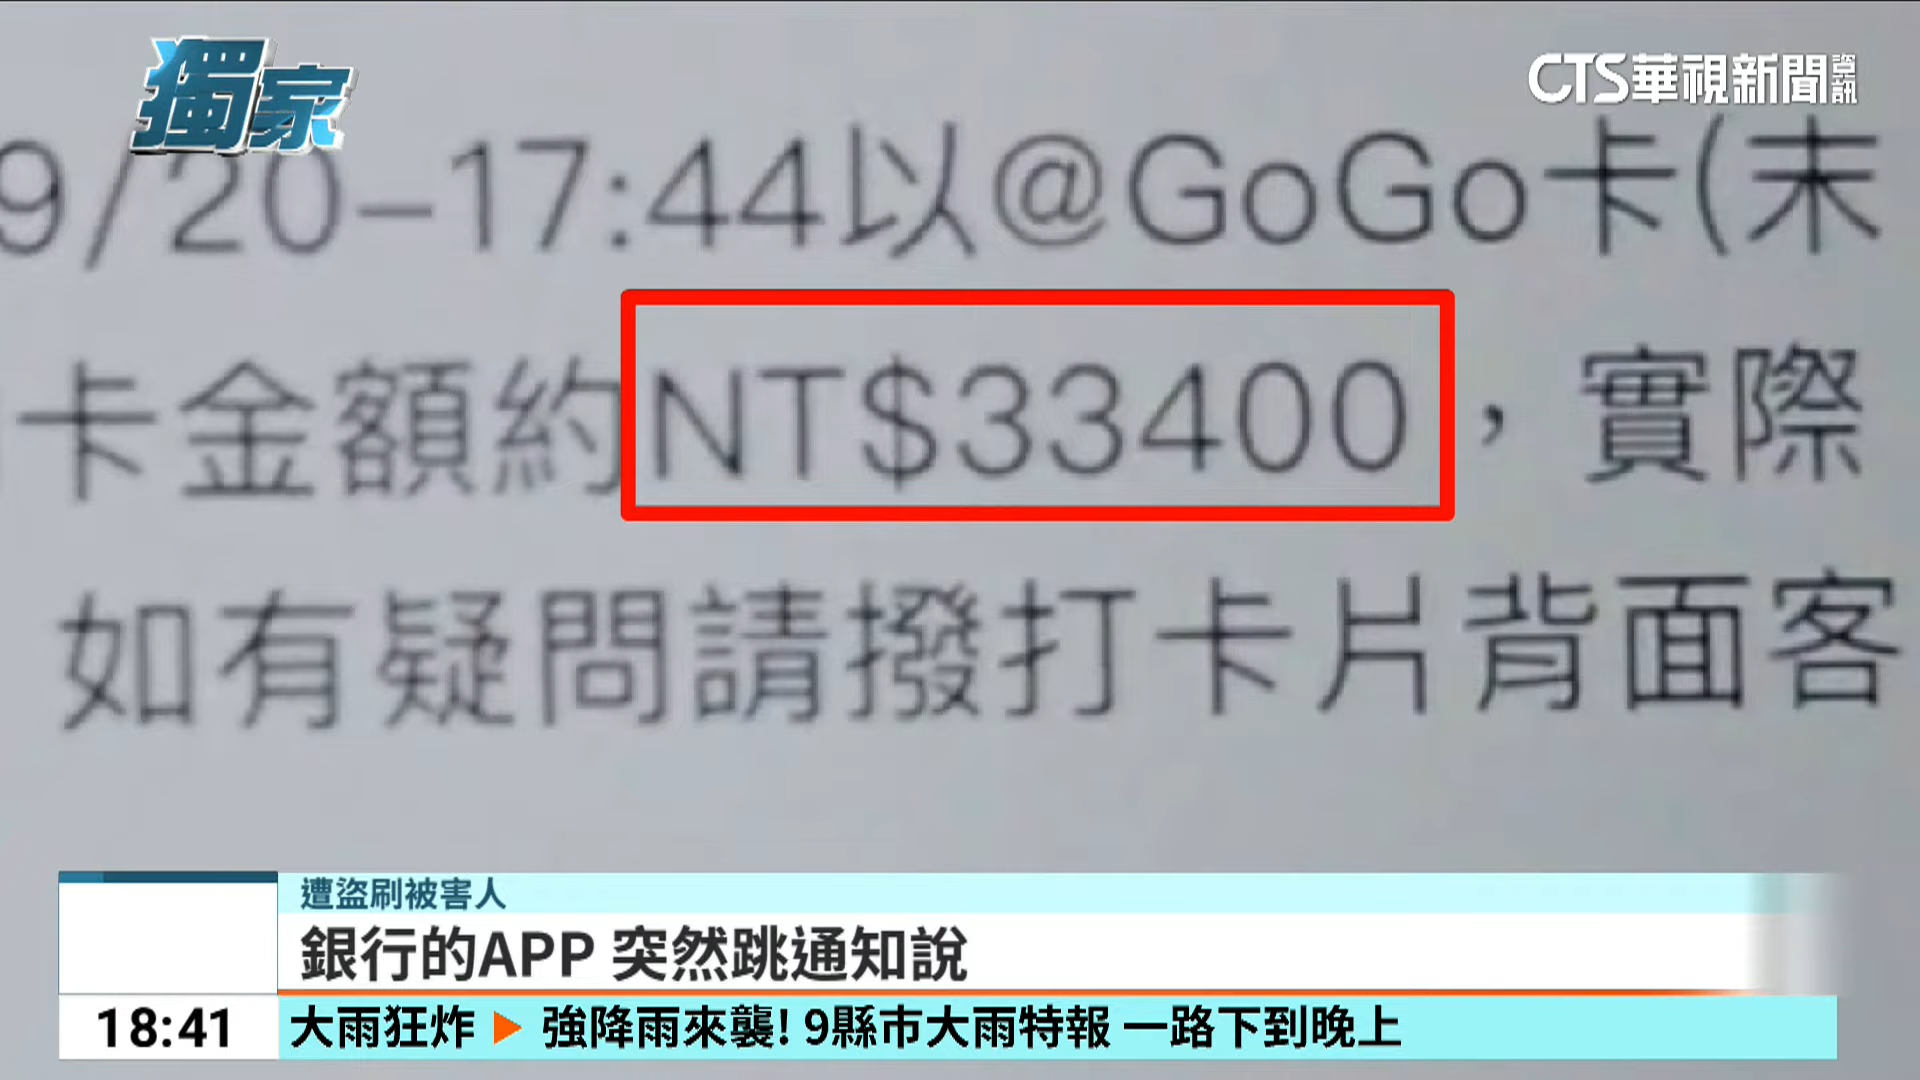 獨家
CTS華視新聞資訊
9/20-17:44以@GoGo卡(末
卡金額約NT$33400,實際
如有疑問請撥打卡片背面客
遭盜刷被害人
銀行的APP 突然跳通知說
18:41 大雨狂炸 ▶ 強降雨來襲! 9縣市大雨特報 一路下到晚上